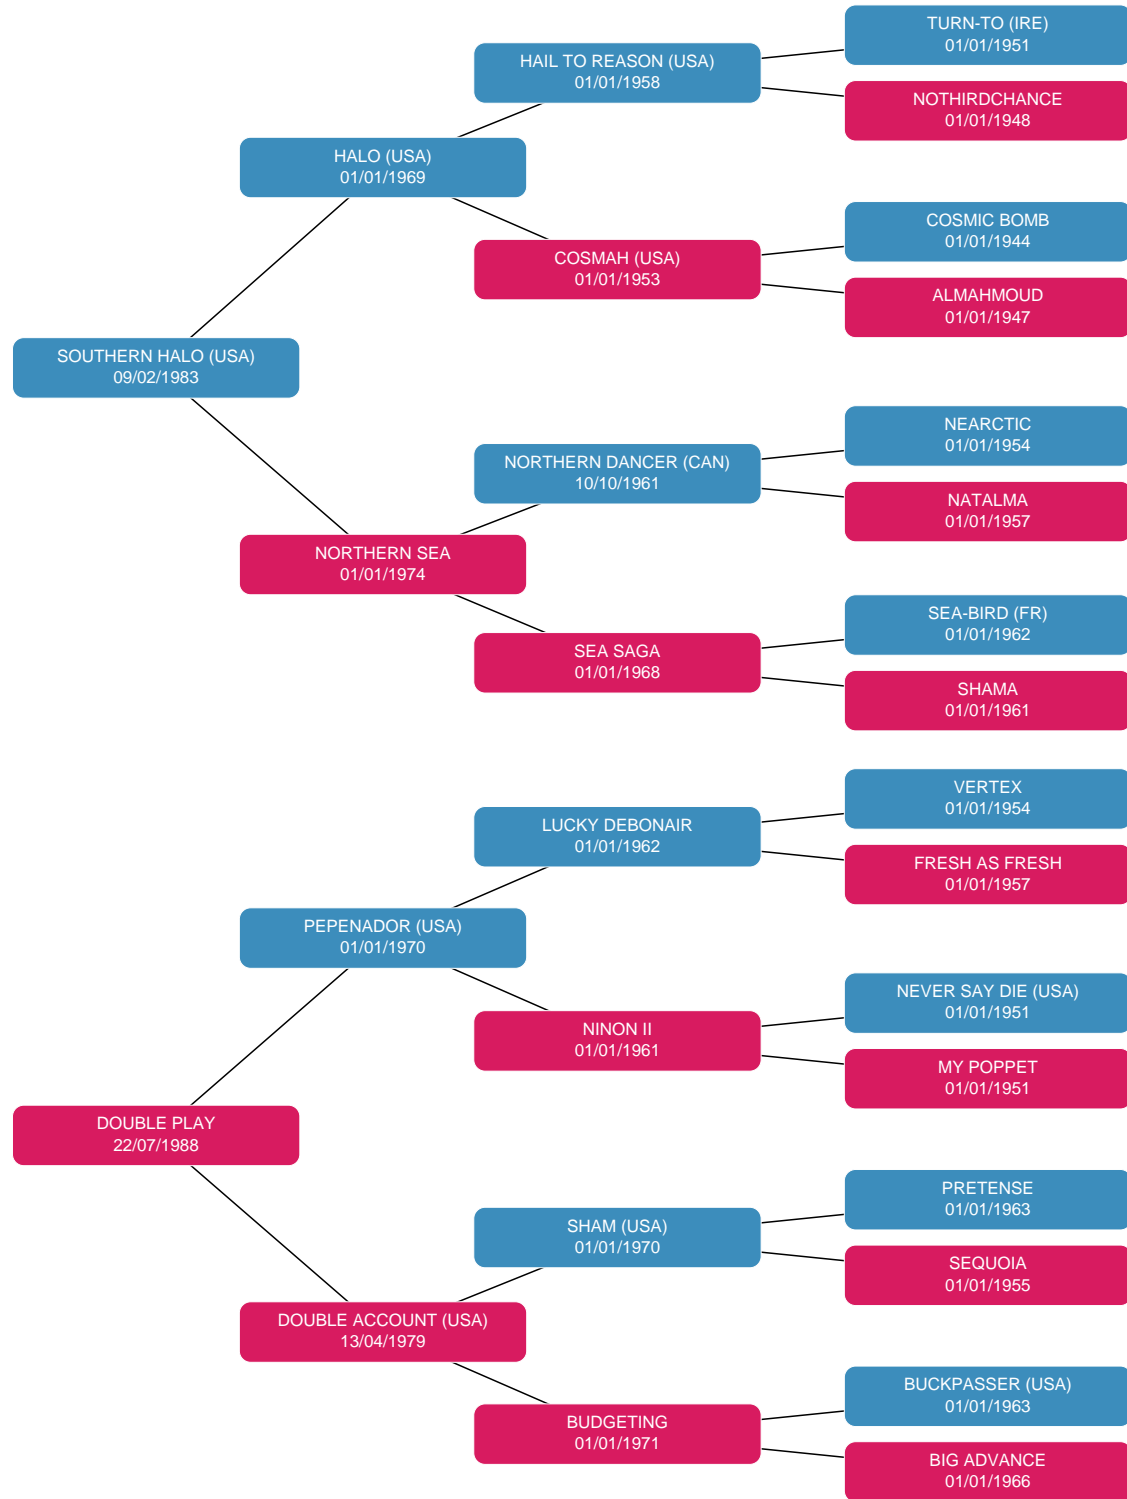 TURN-TO (IRE)
01/01/1951
HAIL TO REASON (USA)
01/01/1958
NOTHIRDCHANCE
01/01/1948
HALO (USA)
01/01/1969
COSMIC BOMB
01/01/1944
COSMAH (USA)
01/01/1953
ALMAHMOUD
01/01/1947
SOUTHERN HALO (USA)
09/02/1983
NEARCTIC
01/01/1954
NORTHERN DANCER (CAN)
10/10/1961
NATALMA
01/01/1957
NORTHERN SEA
01/01/1974
SEA-BIRD (FR)
01/01/1962
SEA SAGA
01/01/1968
SHAMA
01/01/1961
VERTEX
01/01/1954
LUCKY DEBONAIR
01/01/1962
FRESH AS FRESH
01/01/1957
PEPENADOR (USA)
01/01/1970
NEVER SAY DIE (USA)
01/01/1951
NINON II
01/01/1961
MY POPPET
01/01/1951
DOUBLE PLAY
22/07/1988
PRETENSE
01/01/1963
SHAM (USA)
01/01/1970
SEQUOIA
01/01/1955
DOUBLE ACCOUNT (USA)
13/04/1979
BUCKPASSER (USA)
01/01/1963
BUDGETING
01/01/1971
BIG ADVANCE
01/01/1966